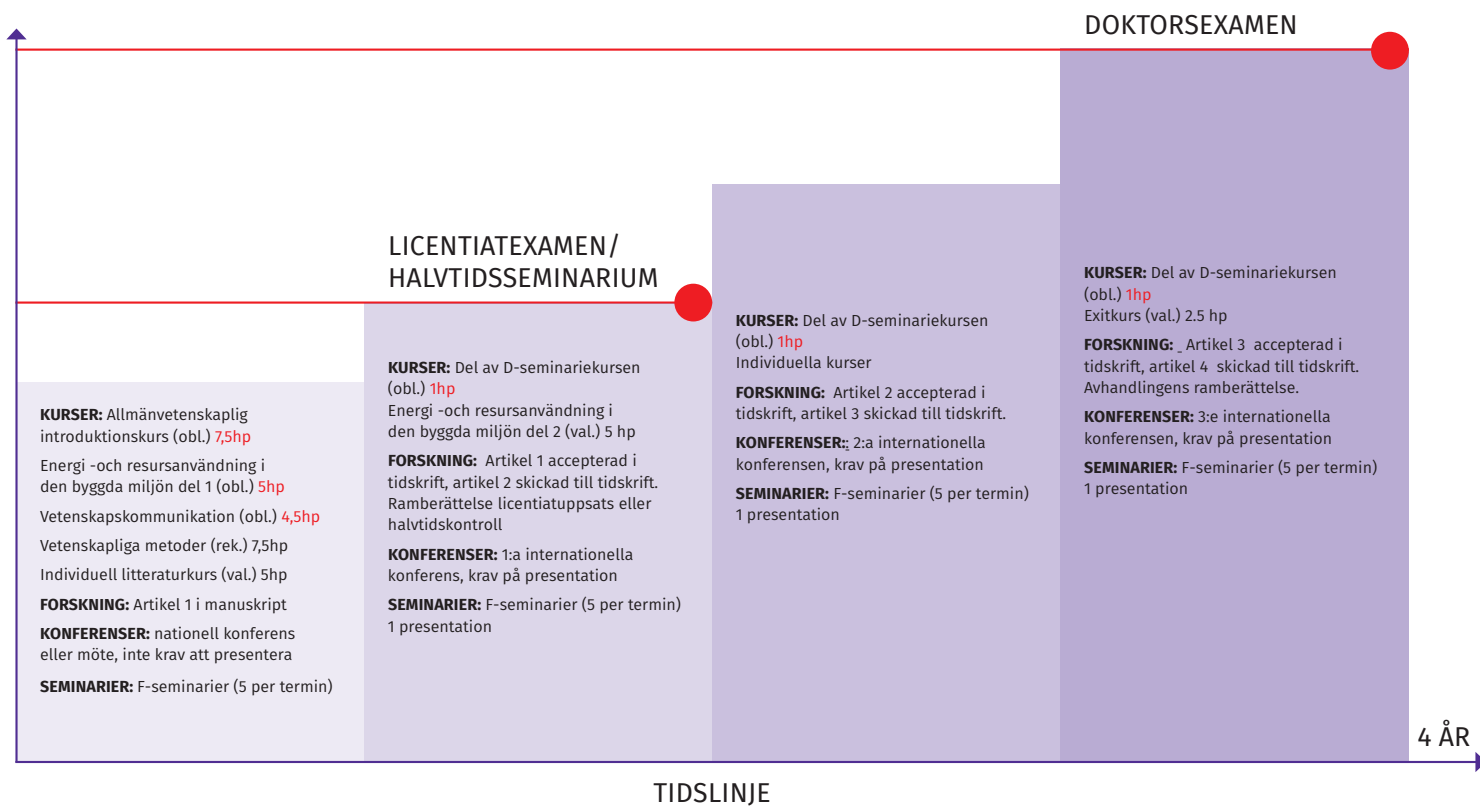 DOKTORSEXAMEN
LICENTIATEXAMEN/
HALVTIDSSEMINARIUM
KURSER: Allmänvetenskaplig
introduktionskurs (obl.) 7,5hp
Energi -och resursanvändning i
den byggda miljön del 1 (obl.) 5hp
Vetenskapskommunikation (obl.) 4,5hp
Vetenskapliga metoder (rek.) 7,5hp
Individuell litteraturkurs (val.) 5hp
FORSKNING: Artikel 1 i manuskript
KONFERENSER: nationell konferens
eller möte, inte krav att presentera
SEMINARIER: F-seminarier (5 per termin)
KURSER: Del av D-seminariekursen
(obl.) 1hp
Energi -och resursanvändning i
den byggda miljön del 2 (val.) 5 hp
FORSKNING: Artikel 1 accepterad i
tidskrift, artikel 2 skickad till tidskrift.
Ramberättelse licentiatuppsats eller
halvtidskontroll
KONFERENSER: 1:a internationella
konferens, krav på presentation
SEMINARIER: F-seminarier (5 per termin)
1 presentation
KURSER: Del av D-seminariekursen
(obl.) 1hp
Individuella kurser
FORSKNING: Artikel 2 accepterad i
tidskrift, artikel 3 skickad till tidskrift.
KONFERENSER:: 2:a internationella
konferensen, krav på presentation
SEMINARIER: F-seminarier (5 per termin)
1 presentation
KURSER: Del av D-seminariekursen
(obl.) 1hp
Exitkurs (val.) 2.5 hp
FORSKNING: _ Artikel 3 accepterad i
tidskrift, artikel 4 skickad till tidskrift.
Avhandlingens ramberättelse.
KONFERENSER: 3:e internationella
konferensen, krav på presentation
SEMINARIER: F-seminarier (5 per termin)
1 presentation
4 ÅR
TIDSLINJE